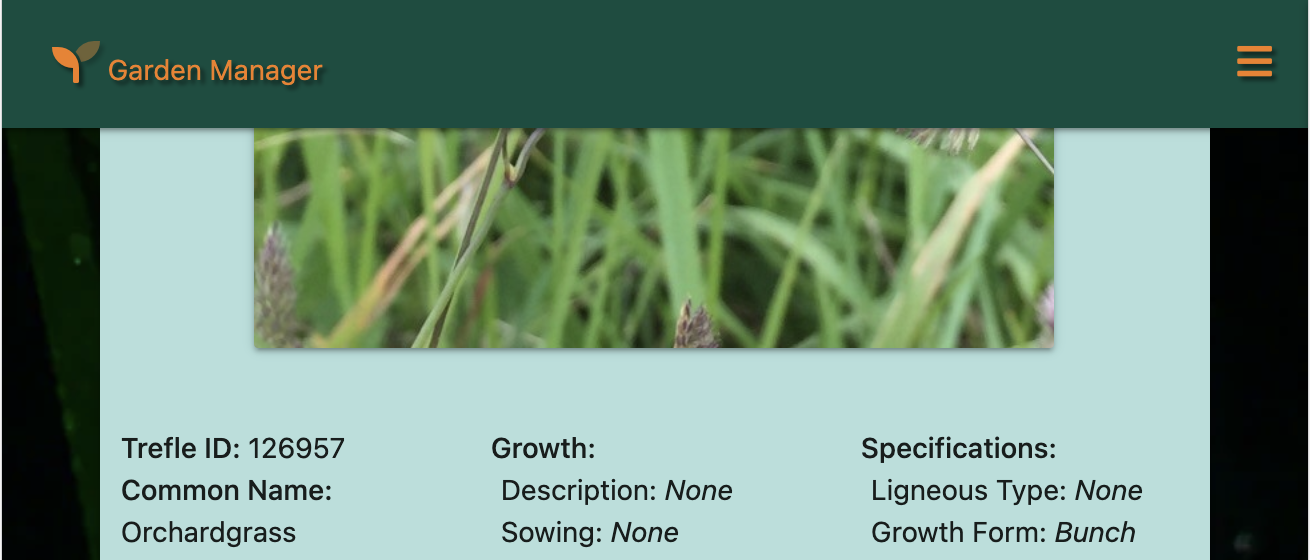 Garden Manager
Trefle ID: 126957
Common Name:
Orchardgrass
Growth:
Description: None
Sowing: None
Specifications:
Ligneous Type: None
Growth Form: Bunch